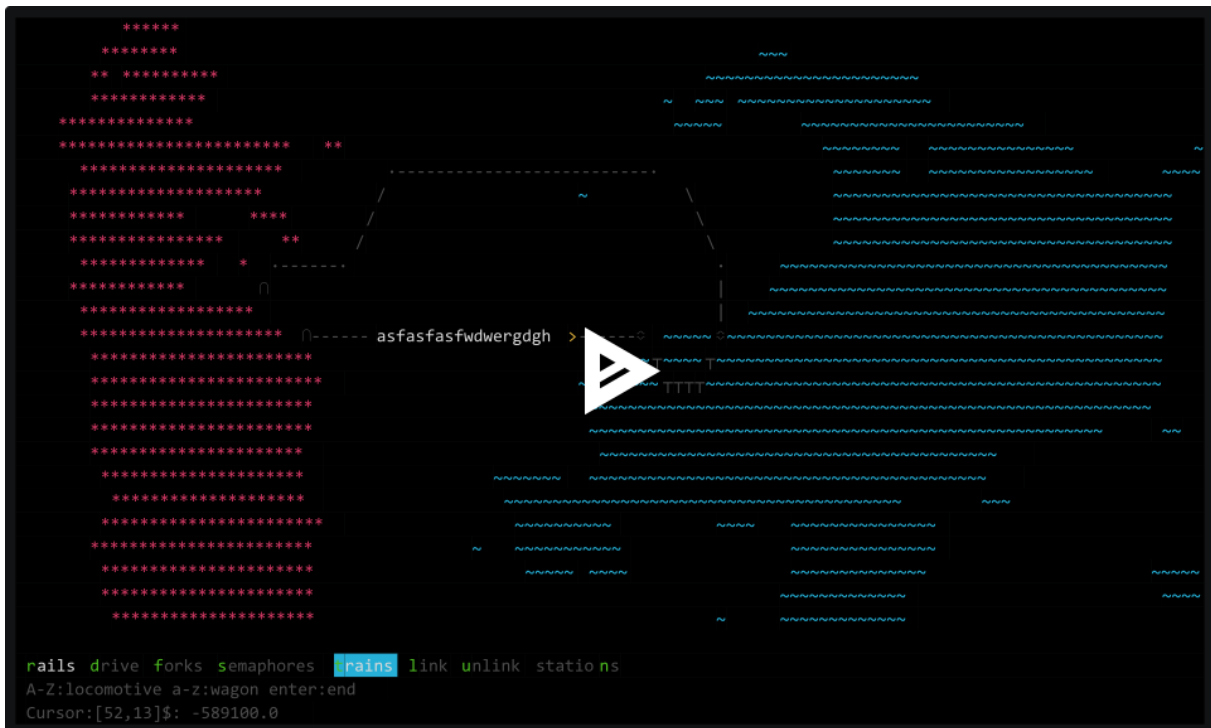 asfasfasfwdwergdgh
rails drive forks semaphores trains link unlink stations
A-Z:locomotive a-z:wagon enter:end
Cursor:[52,13]$: -589100.0